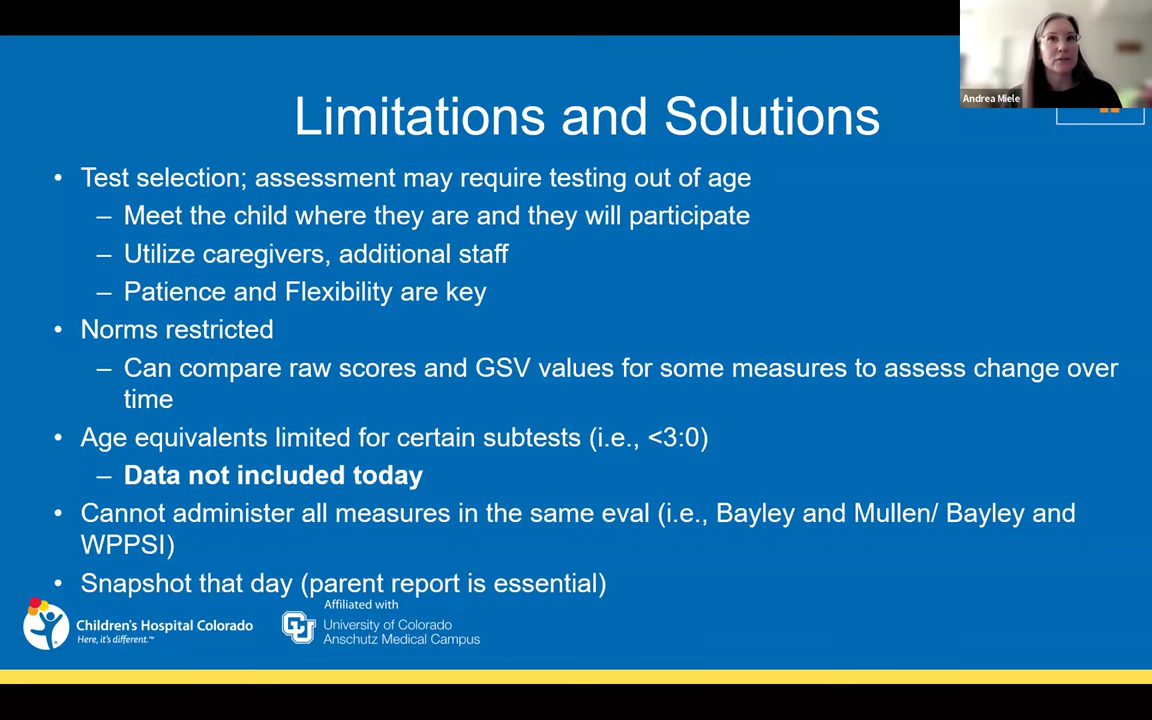 Andrea Miele
Limitations and Solutions
• Test selection; assessment may require testing out of age
– Meet the child where they are and they will participate
– Utilize caregivers, additional staff
– Patience and Flexibility are key
• Norms restricted
– Can compare raw scores and GSV values for some measures to assess change over
time
• Age equivalents limited for certain subtests (i.e., <3:0)
– Data not included today
• Cannot administer all measures in the same eval (i.e., Bayley and Mullen/ Bayley and
WPPSI)
• Snapshot that day (parent report is essential)
Children's Hospital Colorado
Here, it's different.™
Affiliated with
CU
University of Colorado
Anschutz Medical Campus